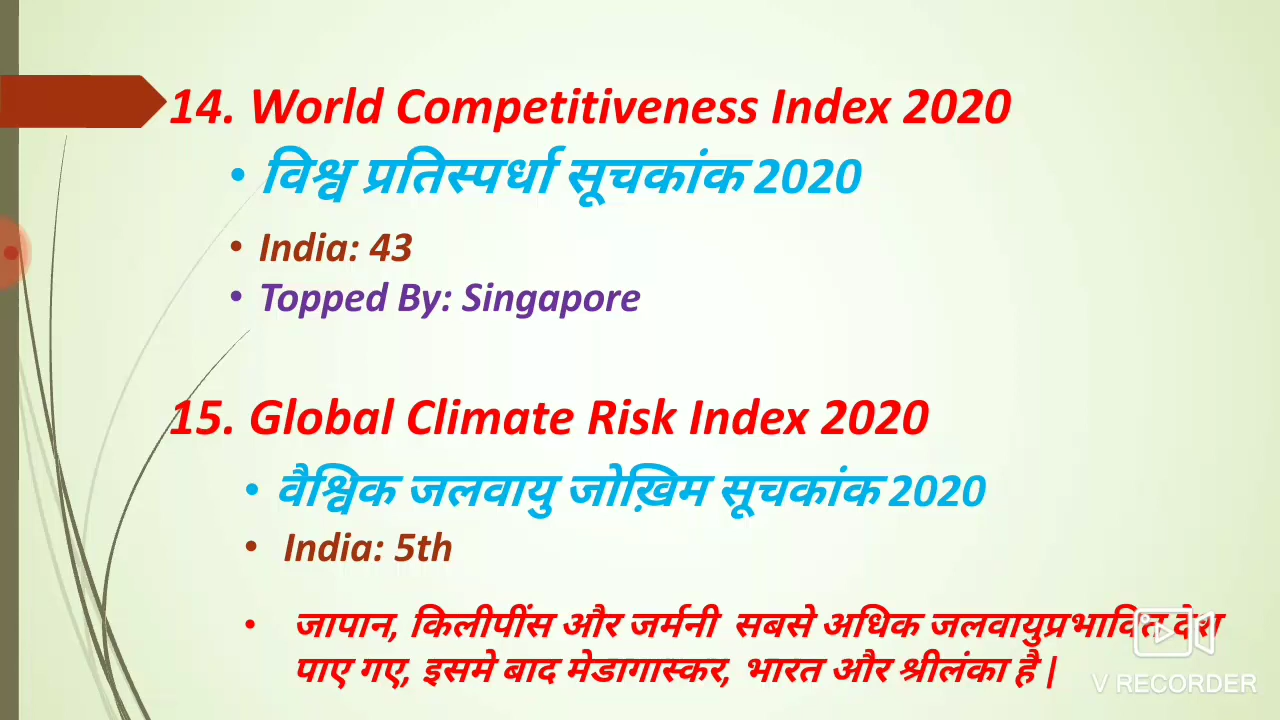 14. World Competitiveness Index 2020
• विश्व प्रतिस्पर्धा सूचकांक 2020
• India: 43
• Topped By: Singapore
15. Global Climate Risk Index 2020
• वैश्विक जलवायु जोख़िम सूचकांक 2020
• India: 5th
• जापान, किलीपींस और जर्मनी सबसे अधिक जलवायुप्रभावित देश
पाए गए, इसमे बाद मेडागास्कर, भारत और श्रीलंका है |
V RECORDER